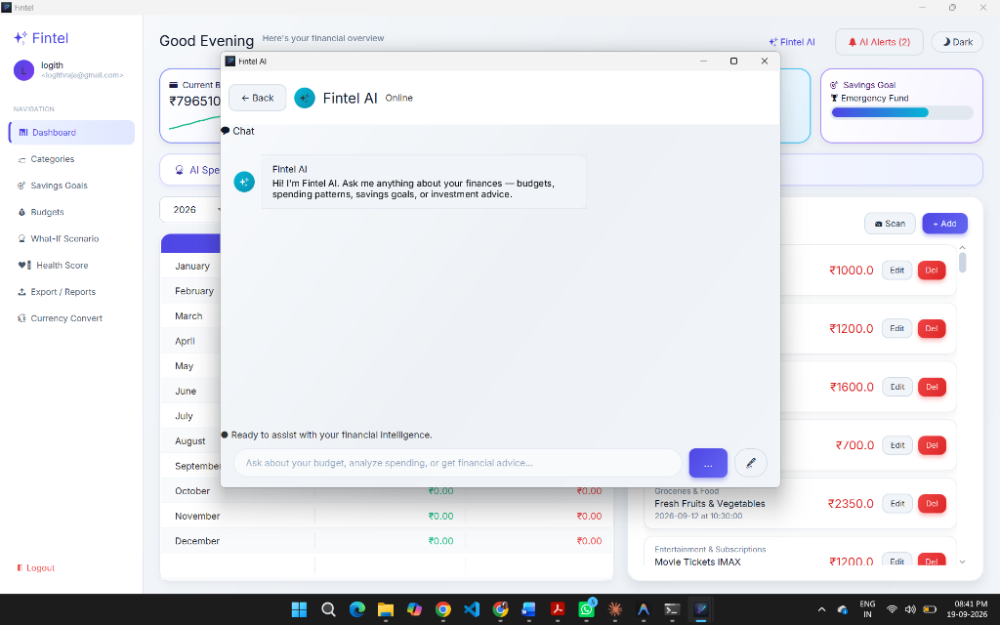 Fintel
Fintel
L
logith
<logithraja@gmail.com>
NAVIGATION
Dashboard
Categories
Savings Goals
Budgets
What-If Scenario
Health Score
Export / Reports
Currency Convert
Logout
Good Evening
Here's your financial overview
Fintel AI
AI Alerts (2)
Dark
Current B
₹796510
Savings Goal
Emergency Fund
AI Spe
2026
January
February
March
April
May
June
July
August
September
October ₹0.00 ₹0.00
November ₹0.00 ₹0.00
December ₹0.00 ₹0.00
Fintel AI
← Back
Fintel AI
Online
Chat
Fintel AI
Hi! I'm Fintel AI. Ask me anything about your finances — budgets,
spending patterns, savings goals, or investment advice.
Ready to assist with your financial intelligence.
Ask about your budget, analyze spending, or get financial advice...
...
Scan
+ Add
₹1000.0 Edit Del
₹1200.0 Edit Del
₹1600.0 Edit Del
₹700.0 Edit Del
Groceries & Food
Fresh Fruits & Vegetables
2026-09-12 at 10:30:00
₹2350.0 Edit Del
Entertainment & Subscriptions
Movie Tickets IMAX
₹1200.0 Edit Del
ENG
IN
08:41 PM
19-09-2026